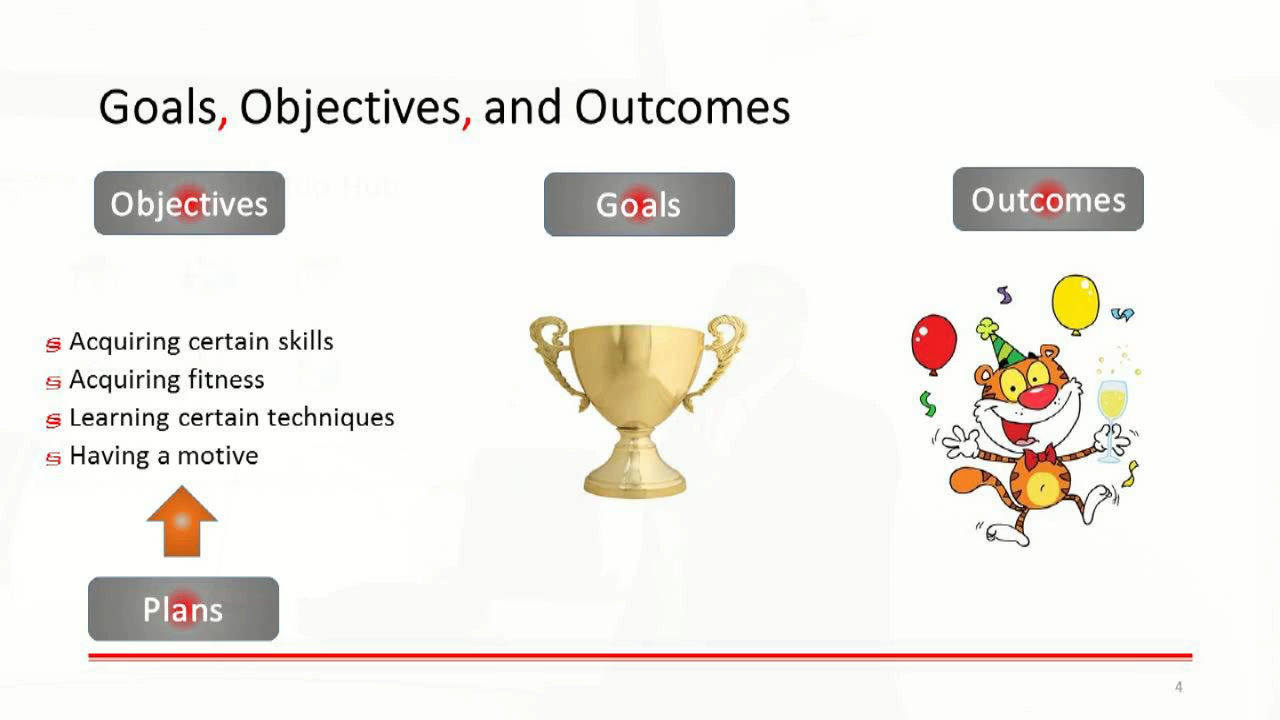 Goals, Objectives, and Outcomes
Objectives
Goals
Outcomes
Acquiring certain skills
Acquiring fitness
Learning certain techniques
Having a motive
Plans
4